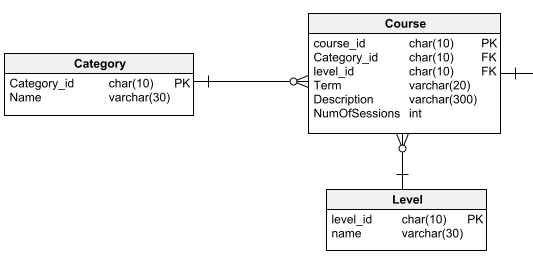 Course
course_id char(10) PK
Category_id char(10) FK
level_id char(10) FK
Term varchar(20)
Description varchar(300)
NumOfSessions int
Category
Category_id char(10) PK
Name varchar(30)
Level
level_id char(10) PK
name varchar(30)